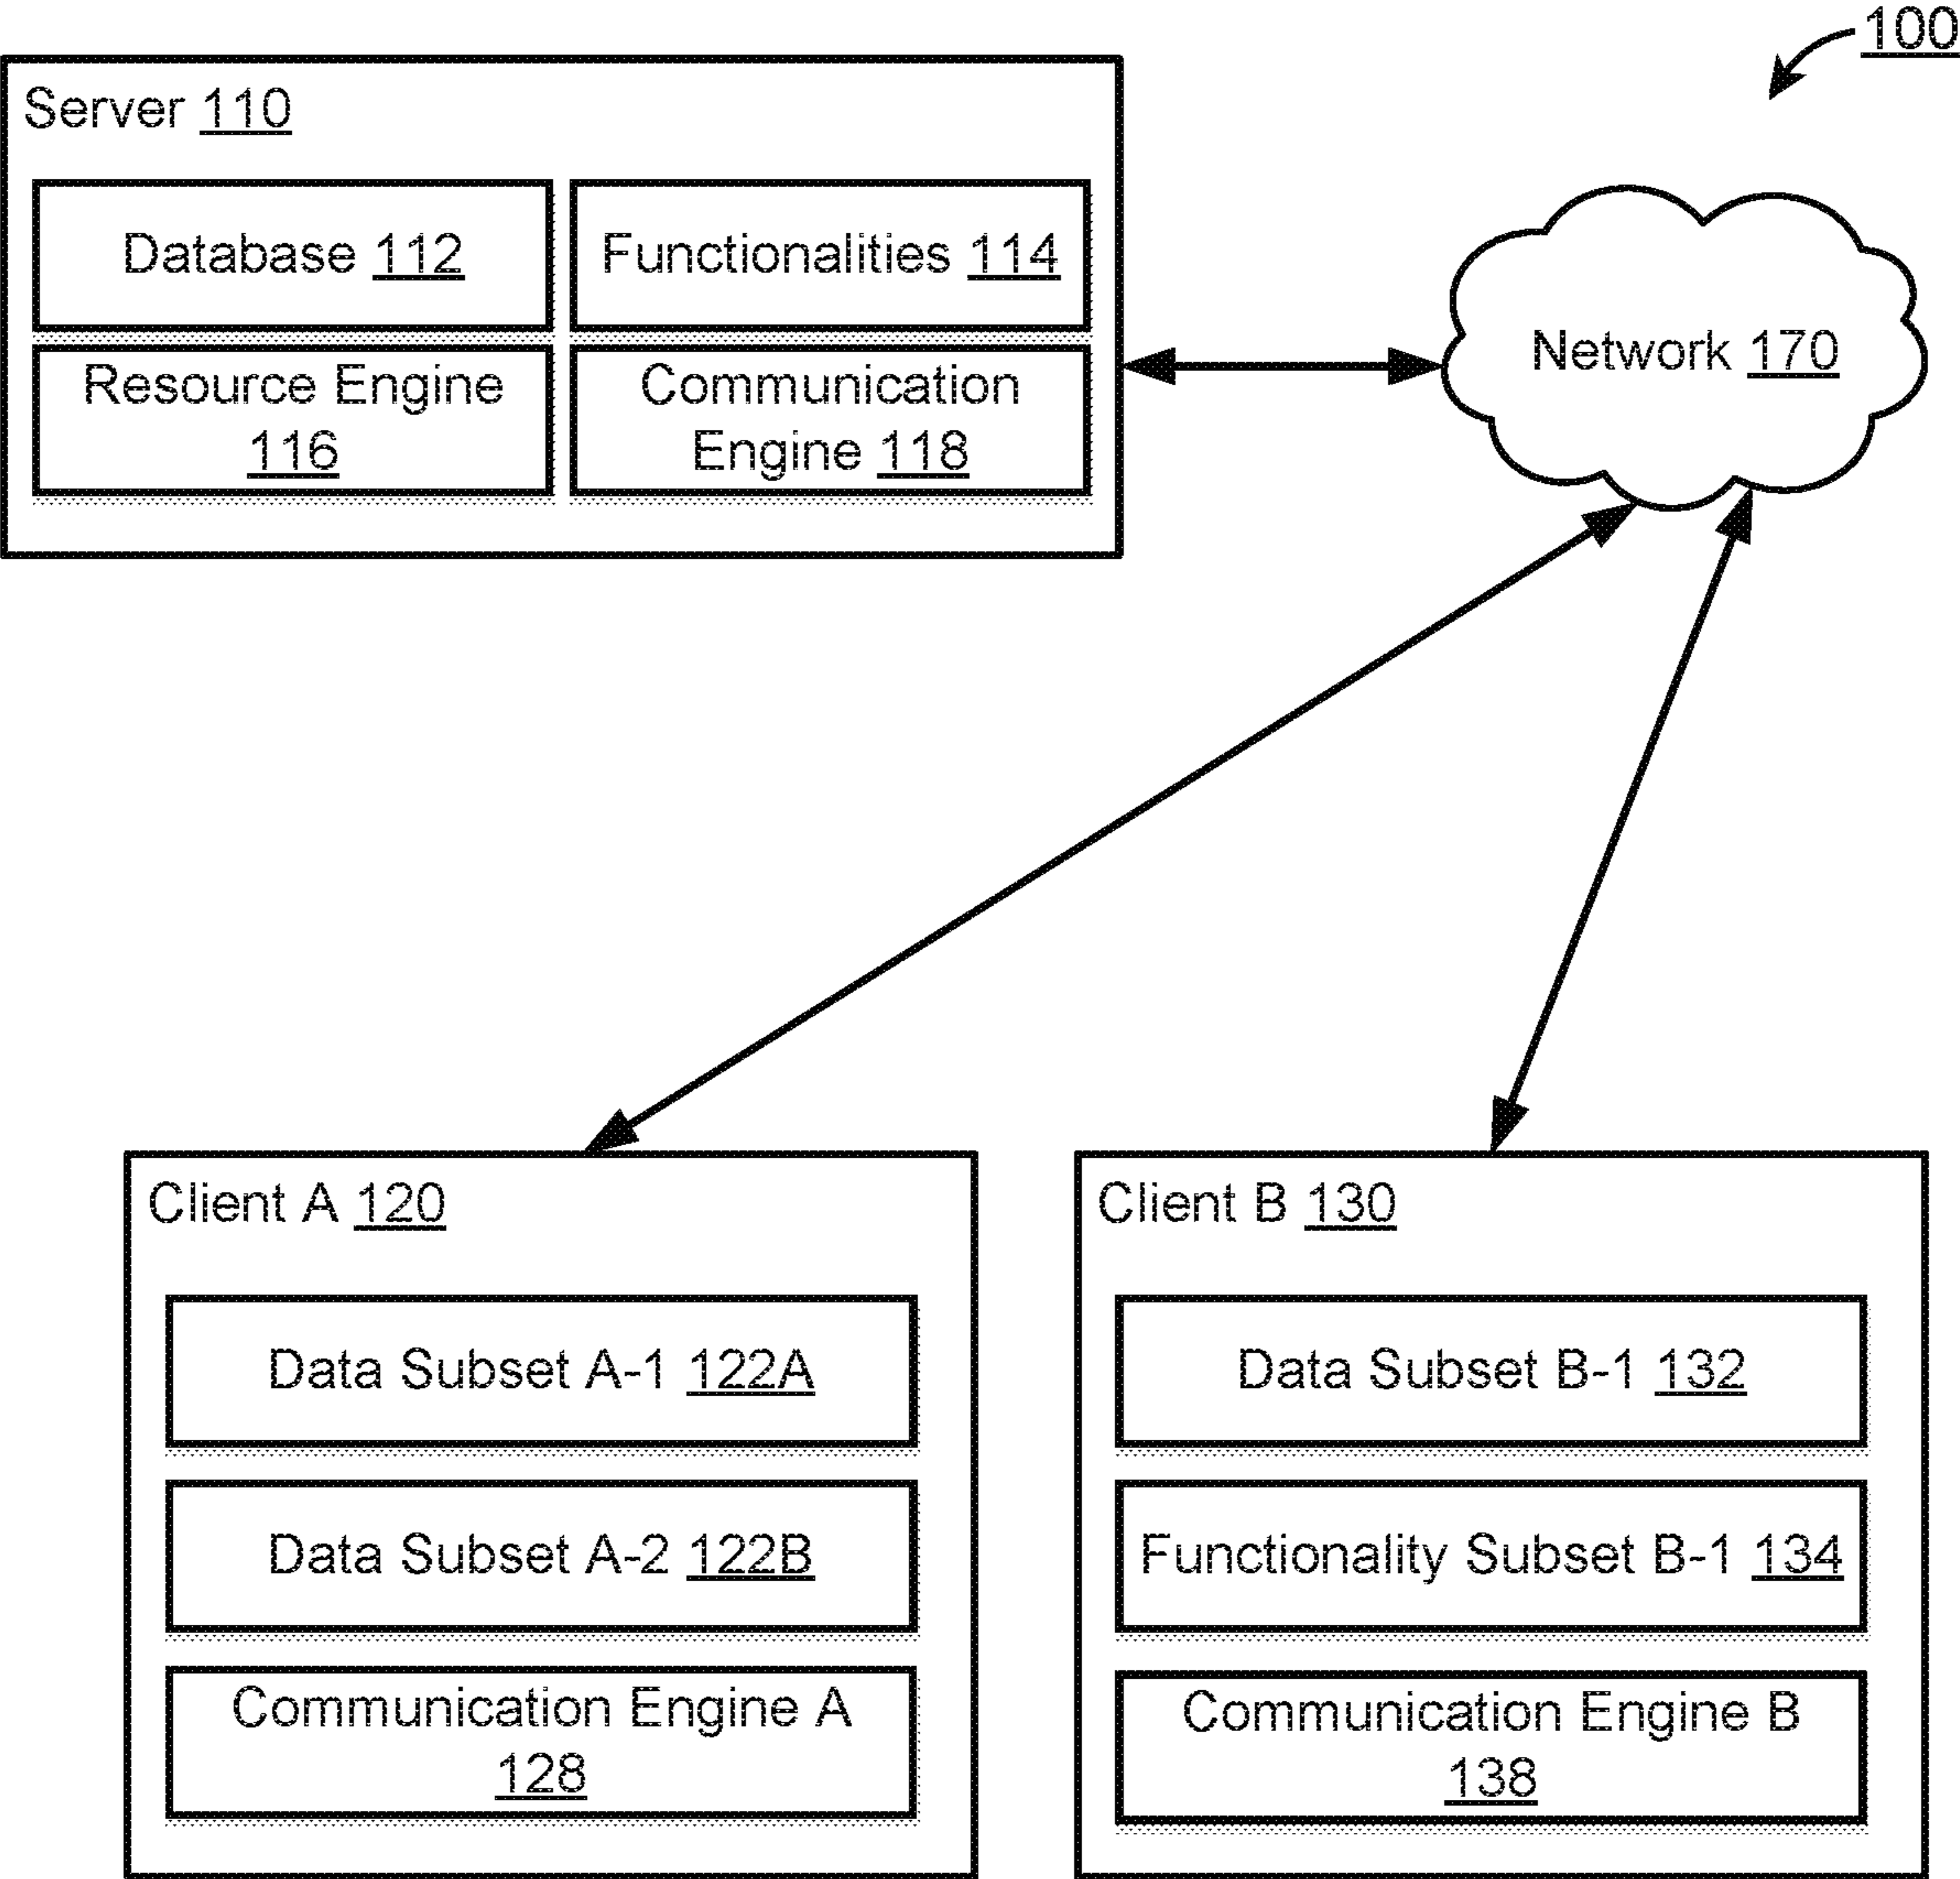 100
Server 110
Database 112
Functionalities 114
Resource Engine
116
Communication
Engine 118
Network 170
Client A 120
Data Subset A-1 122A
Data Subset A-2 122B
Communication Engine A
128
Client B 130
Data Subset B-1 132
Functionality Subset B-1 134
Communication Engine B
138